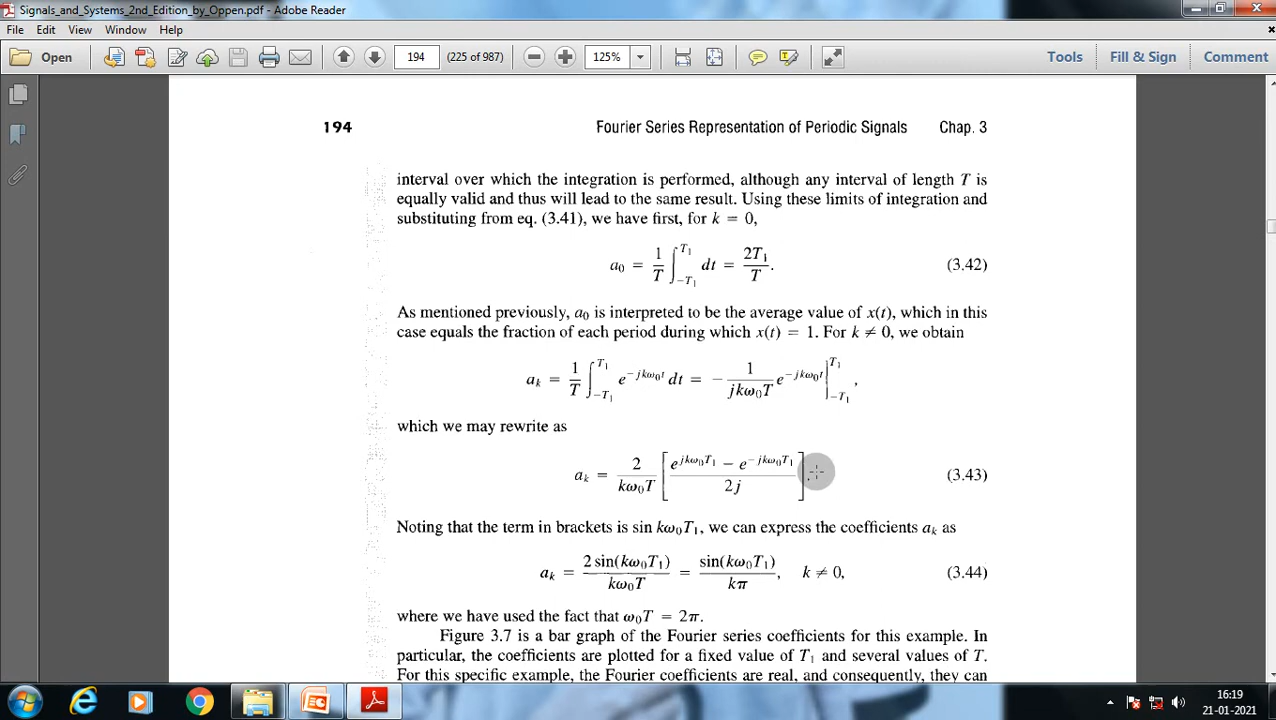 Signals_and_Systems_2nd_Edition_by_Oppen.pdf - Adobe Reader
File Edit View Window Help
Open 194 (225 of 987) 125% Tools Fill & Sign Comment
194 Fourier Series Representation of Periodic Signals Chap. 3
interval over which the integration is performed, although any interval of length T is
equally valid and thus will lead to the same result. Using these limits of integration and
substituting from eq. (3.41), we have first, for k = 0,
a₀ = 1/T ∫_{-T₁}^{T₁} dt = 2T₁/T. (3.42)
As mentioned previously, a₀ is interpreted to be the average value of x(t), which in this
case equals the fraction of each period during which x(t) = 1. For k ≠ 0, we obtain
aₖ = 1/T ∫_{-T₁}^{T₁} e^{-jkω₀t} dt = - 1/(jkω₀T) e^{-jkω₀t} |_{-T₁}^{T₁},
which we may rewrite as
aₖ = 2/(kω₀T) [ (e^{jkω₀T₁} - e^{-jkω₀T₁})/2j ] (3.43)
Noting that the term in brackets is sin kω₀T₁, we can express the coefficients aₖ as
aₖ = 2 sin(kω₀T₁)/(kω₀T) = sin(kω₀T₁)/(kπ), k ≠ 0, (3.44)
where we have used the fact that ω₀T = 2π.
Figure 3.7 is a bar graph of the Fourier series coefficients for this example. In
particular, the coefficients are plotted for a fixed value of T₁ and several values of T.
For this specific example, the Fourier coefficients are real, and consequently, they can
16:19
21-01-2021